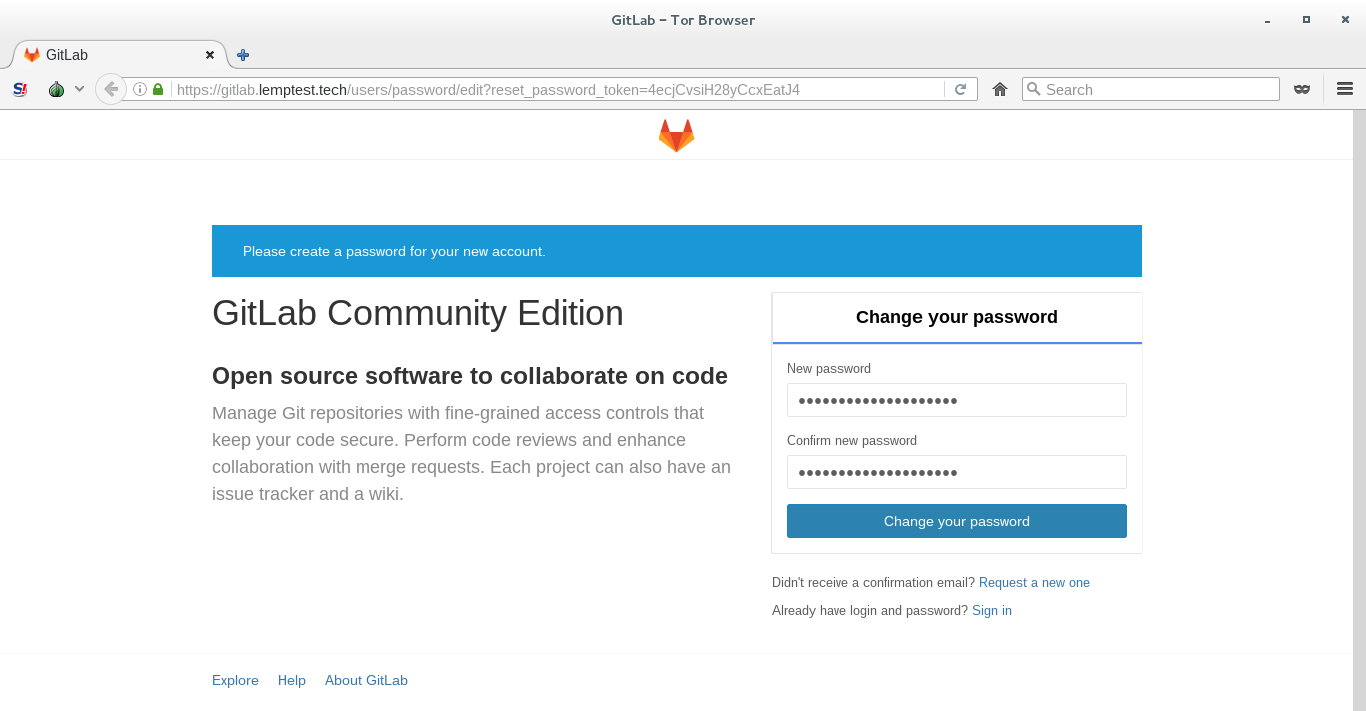 GitLab - Tor Browser
GitLab
https://gitlab.lemptest.tech/users/password/edit?reset_password_token=4ecjCvsiH28yCcxEatJ4
Search
Please create a password for your new account.
GitLab Community Edition
Open source software to collaborate on code
Manage Git repositories with fine-grained access controls that
keep your code secure. Perform code reviews and enhance
collaboration with merge requests. Each project can also have an
issue tracker and a wiki.
Change your password
New password
Confirm new password
Change your password
Didn't receive a confirmation email? Request a new one
Already have login and password? Sign in
Explore Help About GitLab